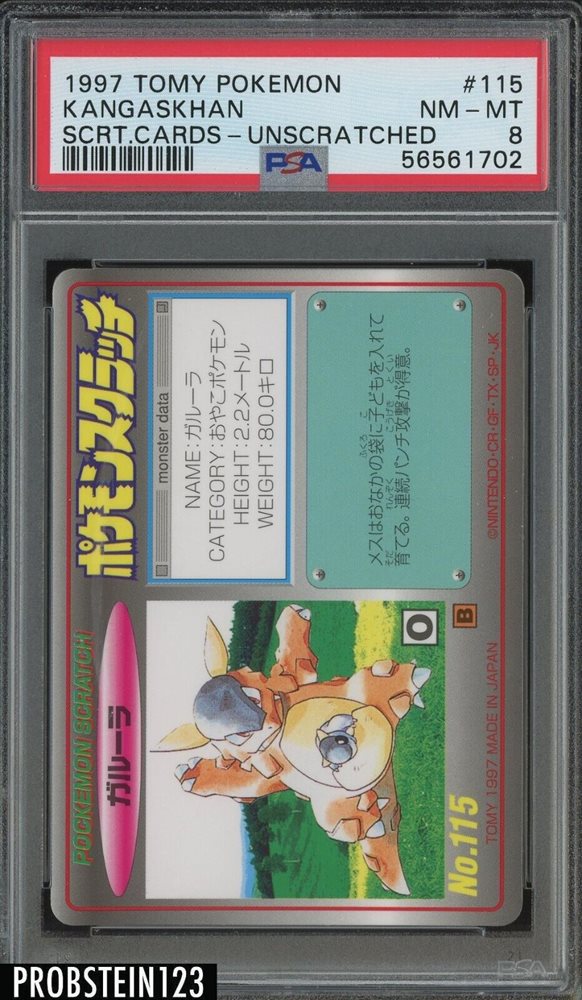 1997 TOMY POKEMON #115
KANGASKHAN NM-MT
SCRT.CARDS-UNSCRATCHED 8
PSA 56561702
POCKEMON SCRATCH!
ポケモンスクラッチ
ガルーラ
monster data
NAME:ガルーラ
CATEGORY:おやこポケモン
HEIGHT:2.2メートル
WEIGHT:80.0キロ
メスはおなかの袋に子どもを入れて
育てる。連続パンチ攻撃が得意。
O
B
No.115
TOMY 1997 MADE IN JAPAN ©NINTENDO·CR·GF·TX·SP·JK
PSA
PROBSTEIN123